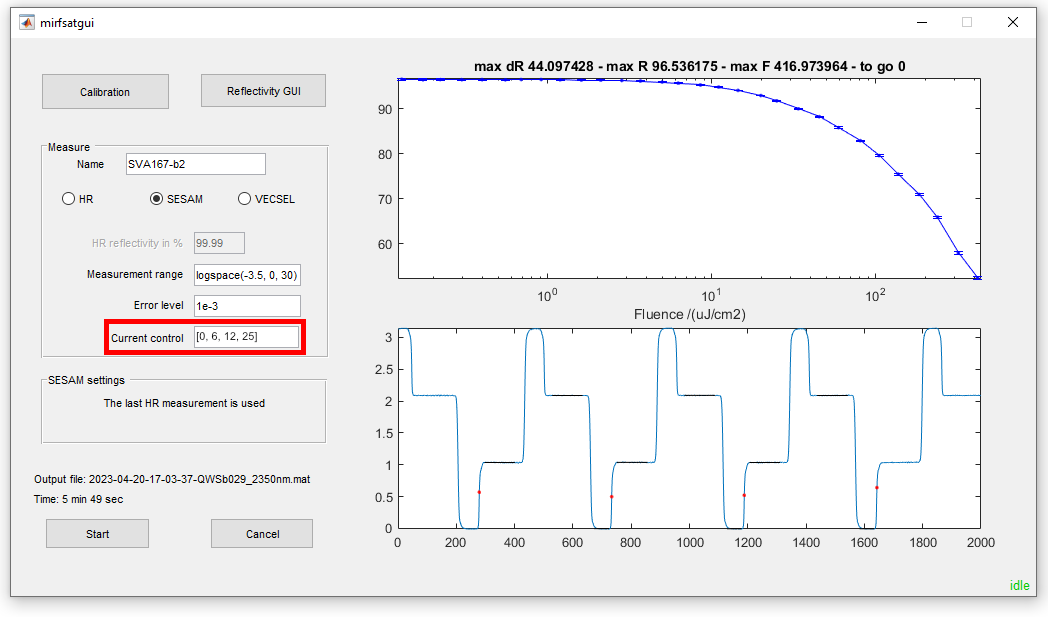 mirfsatgui
Calibration
Reflectivity GUI
Measure
Name SVA167-b2
HR SESAM VECSEL
HR reflectivity in % 99.99
Measurement range logspace(-3.5, 0, 30)
Error level 1e-3
Current control [0, 6, 12, 25]
SESAM settings
The last HR measurement is used
Output file: 2023-04-20-17-03-37-QWSb029_2350nm.mat
Time: 5 min 49 sec
Start
Cancel
max dR 44.097428 - max R 96.536175 - max F 416.973964 - to go 0
90
80
70
60
10^0 10^1 10^2
Fluence /(uJ/cm2)
3
2.5
2
1.5
1
0.5
0
0 200 400 600 800 1000 1200 1400 1600 1800 2000
idle